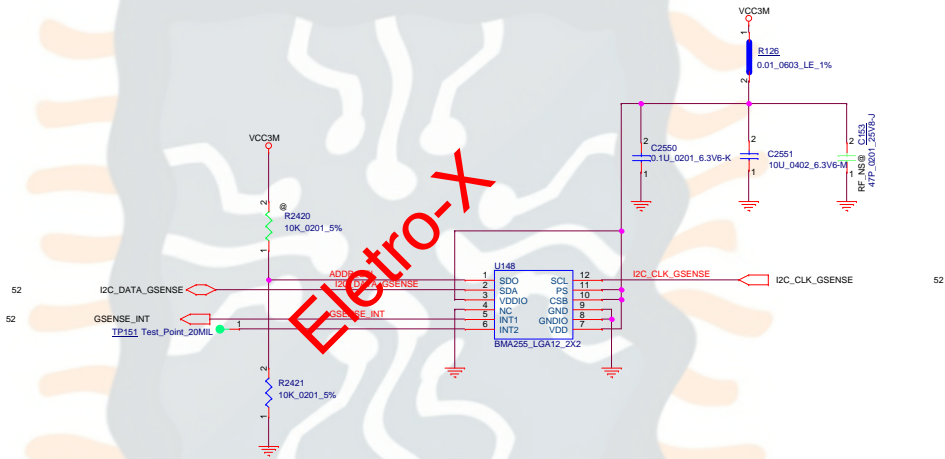 VCC3M
1
R126
0.01_0603_LE_1%
2
VCC3M
2
@
R2420
10K_0201_5%
1
2
C2550
0.1U_0201_6.3V6-K
1
2
C2551
10U_0402_6.3V6-M
1
2
1
RF_NS@
C153
47P_0201_25V8-J
Eletro-X
U148
52
I2C_DATA_GSENSE
I2C_DATA_GSENSE
1 SDO SCL 12
2 SDA PS 11
3 VDDIO CSB 10
4 NC GND 9
5 INT1 GNDIO 8
6 INT2 VDD 7
BMA255_LGA12_2X2
I2C_CLK_GSENSE
I2C_CLK_GSENSE
52
52
GSENSE_INT
GSENSE_INT
TP151 Test_Point_20MIL
1
2
R2421
10K_0201_5%
1